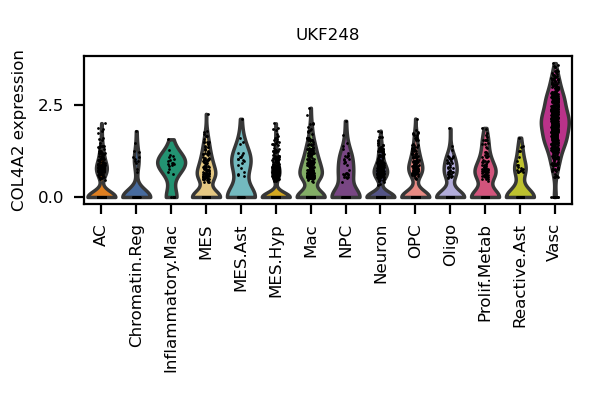 UKF248
COL4A2 expression
2.5
0.0
AC
Chromatin.Reg
Inflammatory.Mac
MES
MES.Ast
MES.Hyp
Mac
NPC
Neuron
OPC
Oligo
Prolif.Metab
Reactive.Ast
Vasc